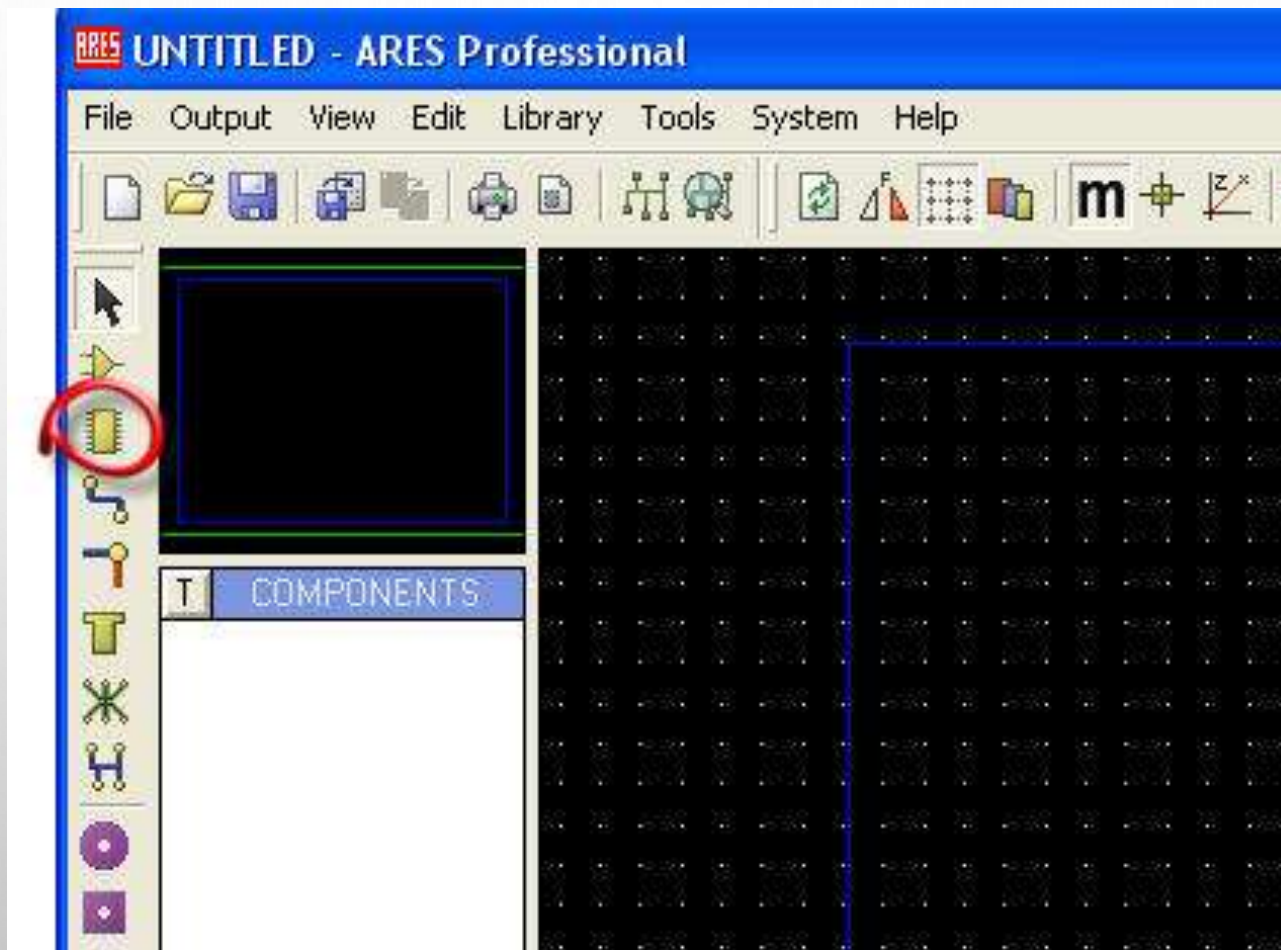 ARES UNTITLED - ARES Professional
File Output View Edit Library Tools System Help
F m z x
T COMPONENTS